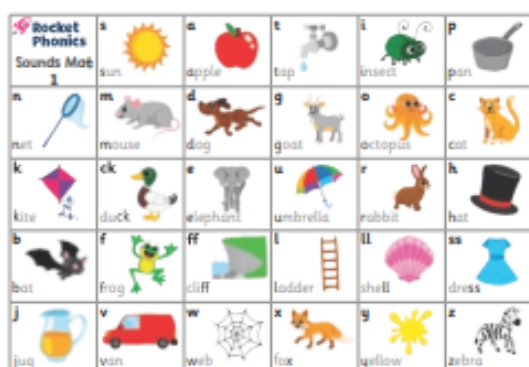 Rocket
Phonics
Sounds Mat
1
s
sun
a
apple
t
tap
i
insect
p
pan
n
net
m
mouse
d
dog
g
goat
o
octopus
c
cat
k
kite
ck
duck
e
elephant
u
umbrella
r
rabbit
h
hat
b
bat
f
frog
ff
cliff
l
ladder
ll
shell
ss
dress
j
jug
v
van
w
web
x
fox
y
yellow
z
zebra